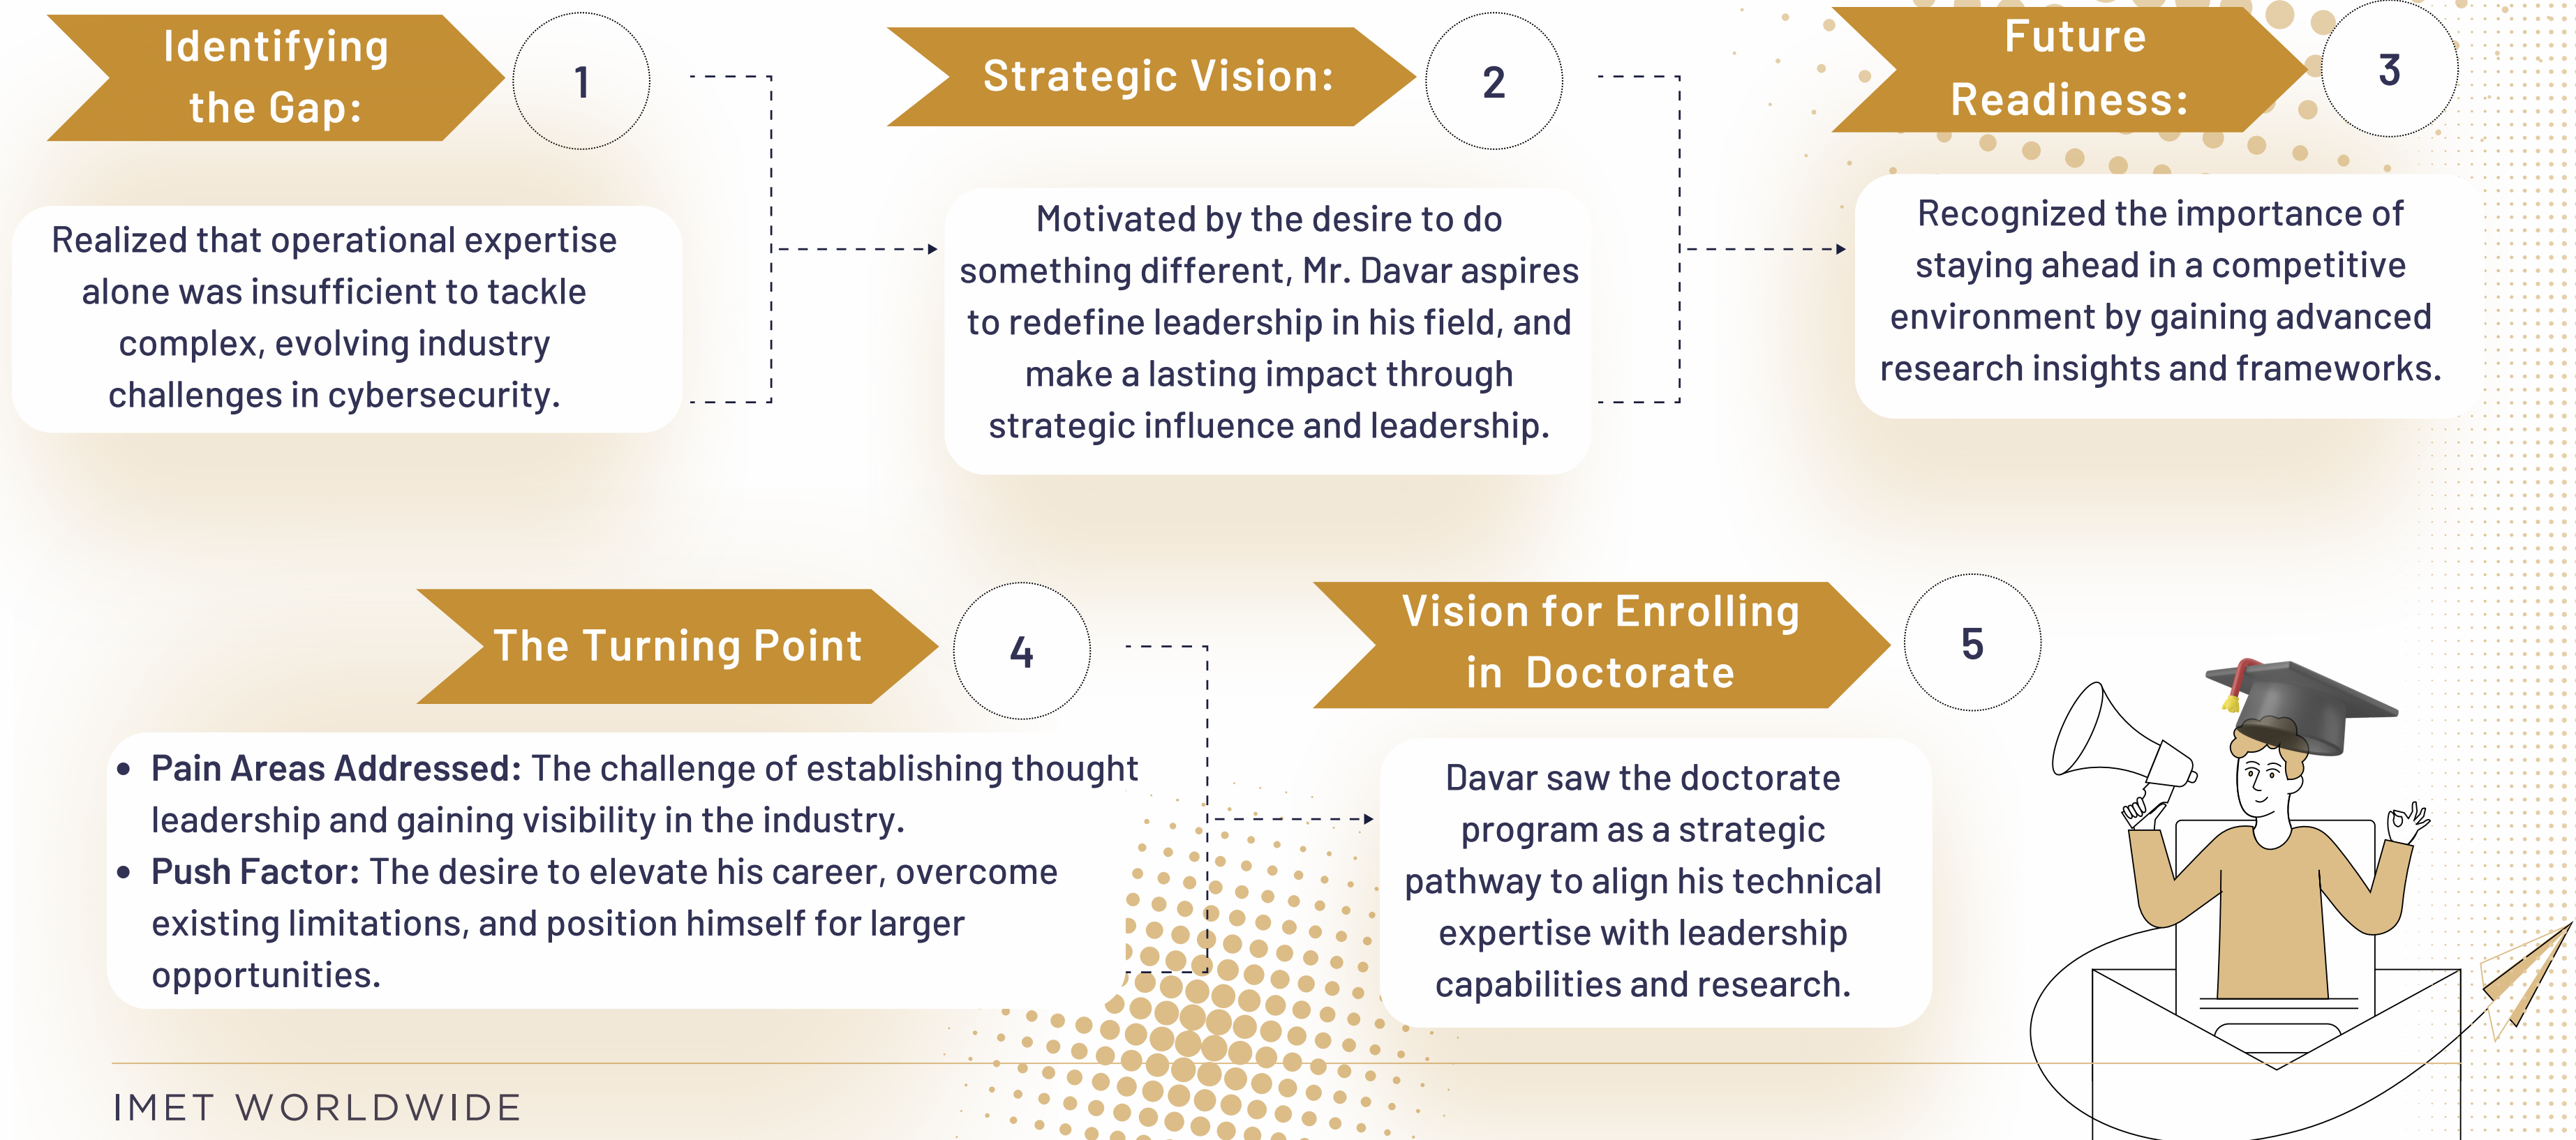 Identifying
the Gap:
1
Realized that operational expertise
alone was insufficient to tackle
complex, evolving industry
challenges in cybersecurity.
Strategic Vision:
2
Motivated by the desire to do
something different, Mr. Davar aspires
to redefine leadership in his field, and
make a lasting impact through
strategic influence and leadership.
Future
Readiness:
3
Recognized the importance of
staying ahead in a competitive
environment by gaining advanced
research insights and frameworks.
The Turning Point
4
• Pain Areas Addressed: The challenge of establishing thought
leadership and gaining visibility in the industry.
• Push Factor: The desire to elevate his career, overcome
existing limitations, and position himself for larger
opportunities.
Vision for Enrolling
in Doctorate
5
Davar saw the doctorate
program as a strategic
pathway to align his technical
expertise with leadership
capabilities and research.
IMET WORLDWIDE